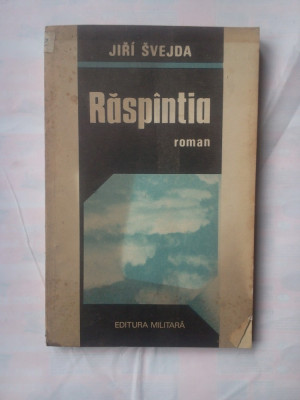 JIŘÍ ŠVEJDA
Răspîntia
roman
EDITURA MILITARĂ